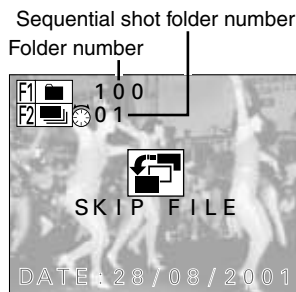 Sequential shot folder number
Folder number
F1 100
F2 01
SKIP FILE
DATE:28/08/2001